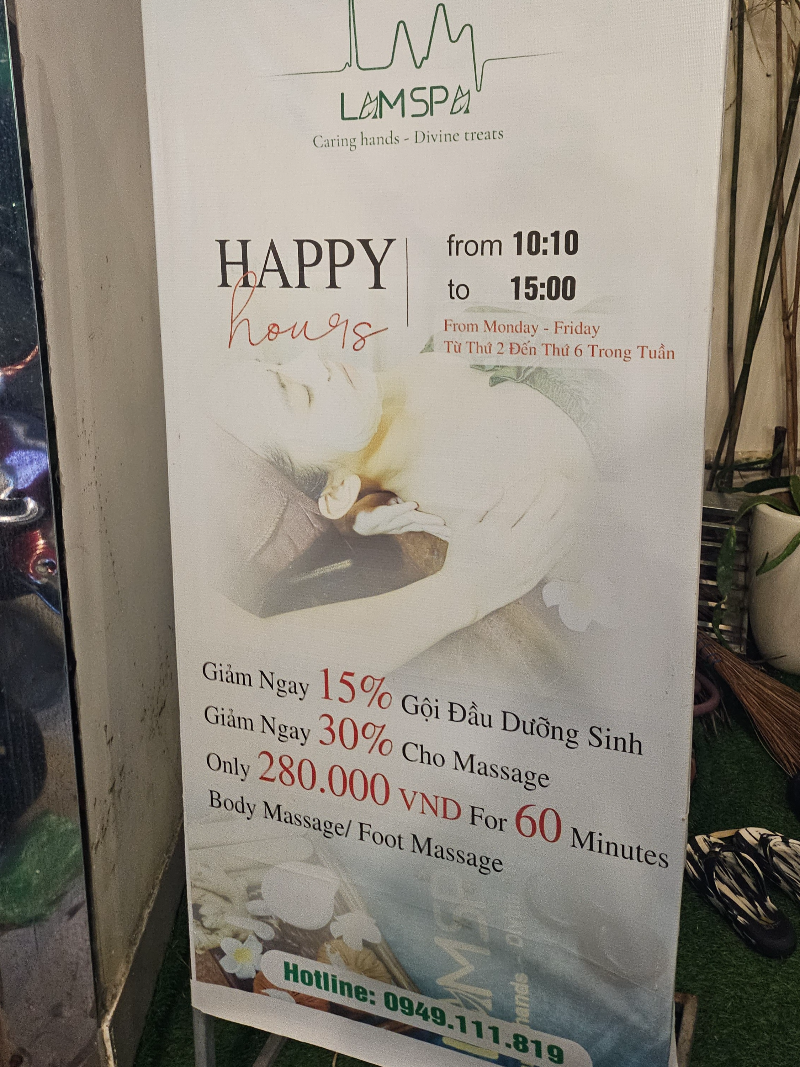 LAMSPA
Caring hands - Divine treats
HAPPY
hours
from 10:10
to 15:00
From Monday - Friday
Từ Thứ 2 Đến Thứ 6 Trong Tuần
Giảm Ngay 15% Gội Đầu Dưỡng Sinh
Giảm Ngay 30% Cho Massage
Only 280.000 VND For 60 Minutes
Body Massage/ Foot Massage
Hotline: 0949.111.819